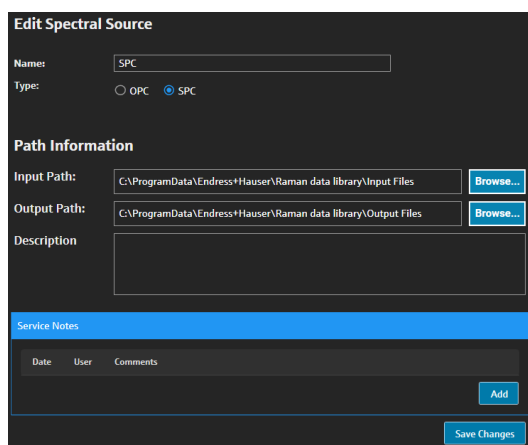 Edit Spectral Source
Name: SPC
Type: OPC SPC
Path Information
Input Path: C:\ProgramData\Endress+Hauser\Raman data library\Input Files Browse...
Output Path: C:\ProgramData\Endress+Hauser\Raman data library\Output Files Browse...
Description
Service Notes
Date User Comments
Add
Save Changes